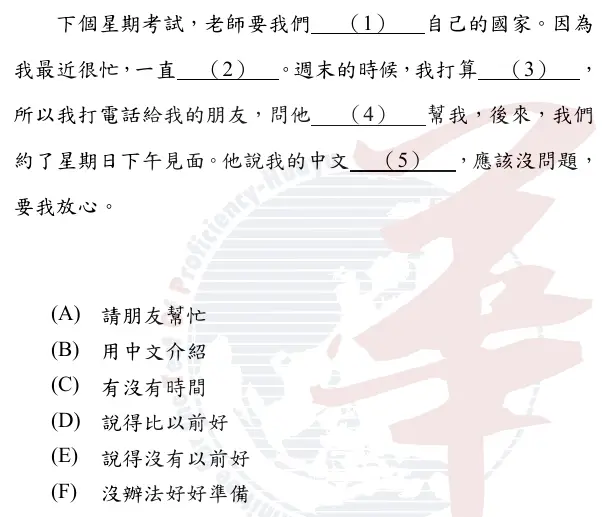 下個星期考試，老師要我們 （1） 自己的國家。因為
我最近很忙，一直 （2） 。週末的時候，我打算 （3） ，
所以我打電話給我的朋友，問他 （4） 幫我，後來，我們
約了星期日下午見面。他說我的中文 （5） ，應該沒問題，
要我放心。
(A) 請朋友幫忙
(B) 用中文介紹
(C) 有沒有時間
(D) 說得比以前好
(E) 說得沒有以前好
(F) 沒辦法好好準備